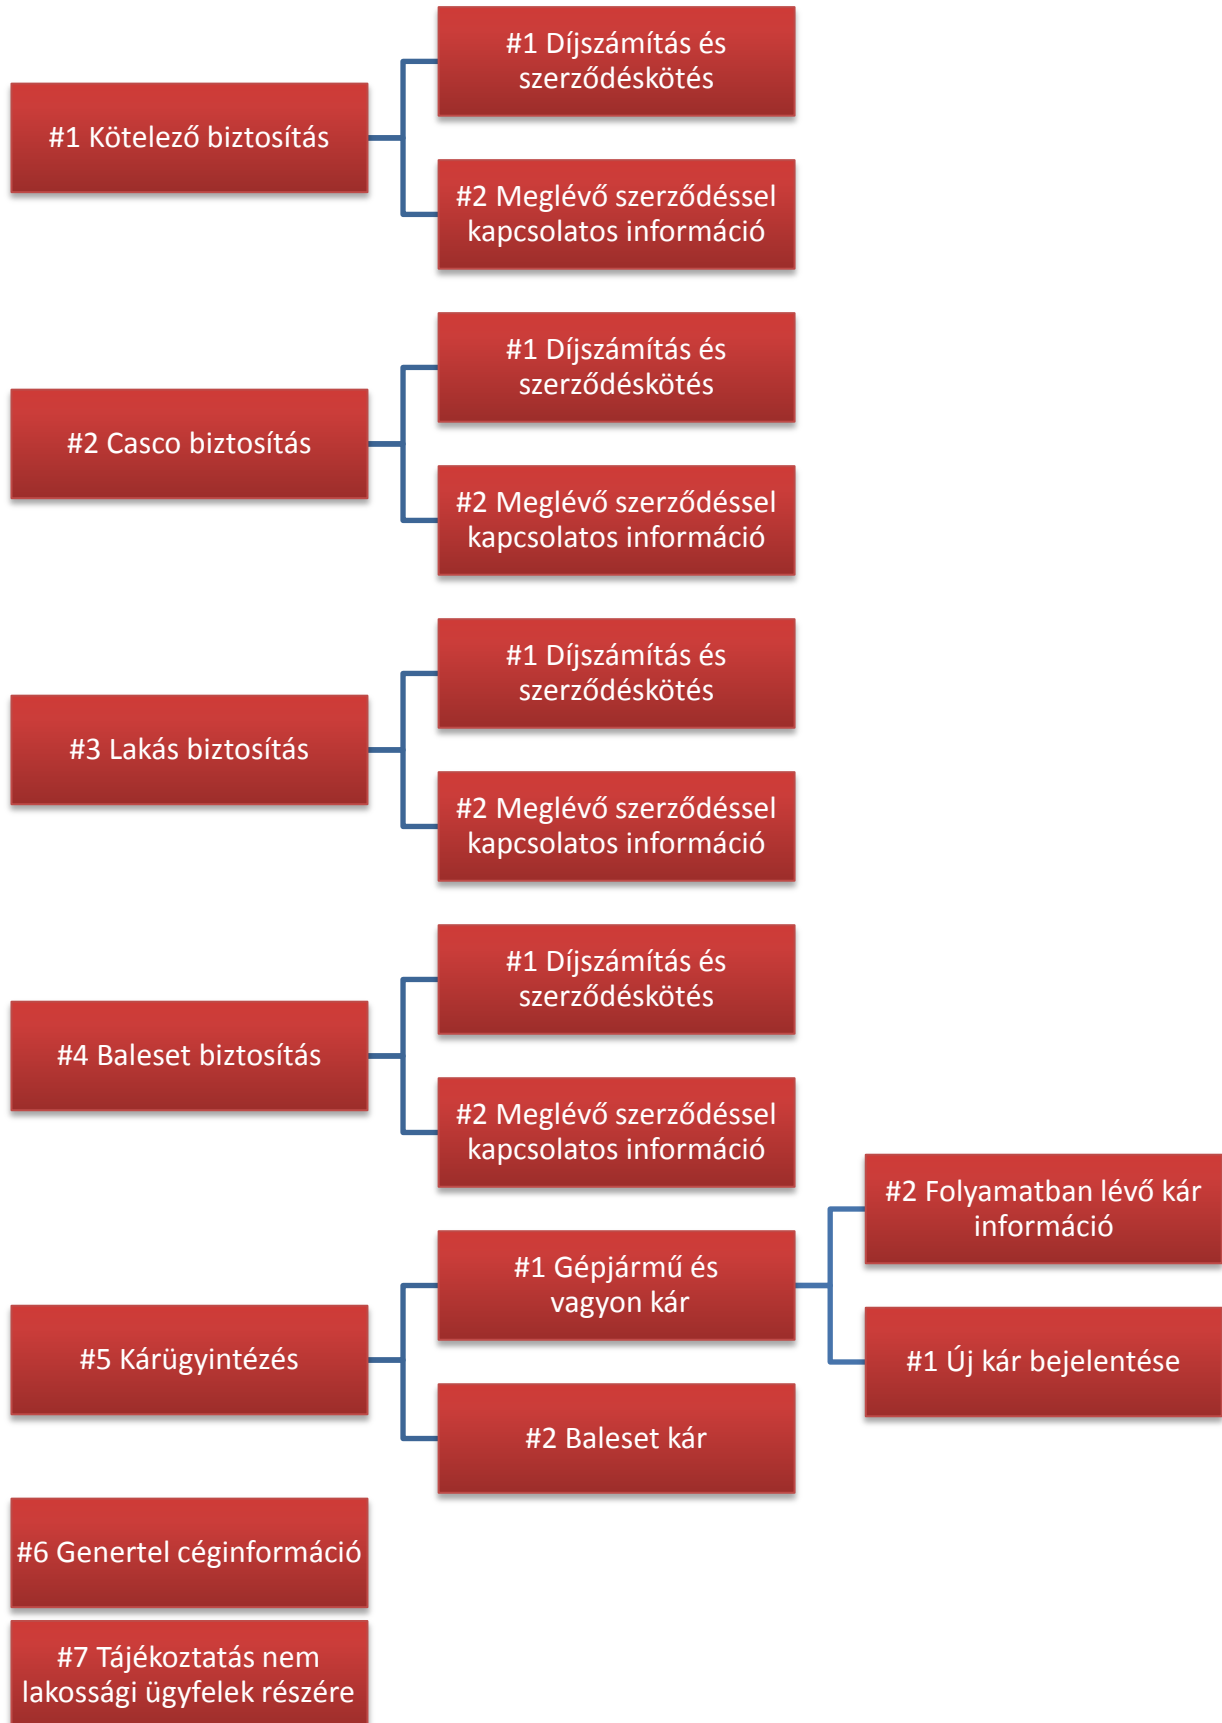 #1 Kötelező biztosítás
#1 Díjszámítás és
szerződéskötés
#2 Meglévő szerződéssel
kapcsolatos információ
#2 Casco biztosítás
#1 Díjszámítás és
szerződéskötés
#2 Meglévő szerződéssel
kapcsolatos információ
#3 Lakás biztosítás
#1 Díjszámítás és
szerződéskötés
#2 Meglévő szerződéssel
kapcsolatos információ
#4 Baleset biztosítás
#1 Díjszámítás és
szerződéskötés
#2 Meglévő szerződéssel
kapcsolatos információ
#5 Kárügyintézés
#1 Gépjármű és
vagyon kár
#2 Folyamatban lévő kár
információ
#1 Új kár bejelentése
#2 Baleset kár
#6 Genertel céginformáció
#7 Tájékoztatás nem
lakossági ügyfelek részére